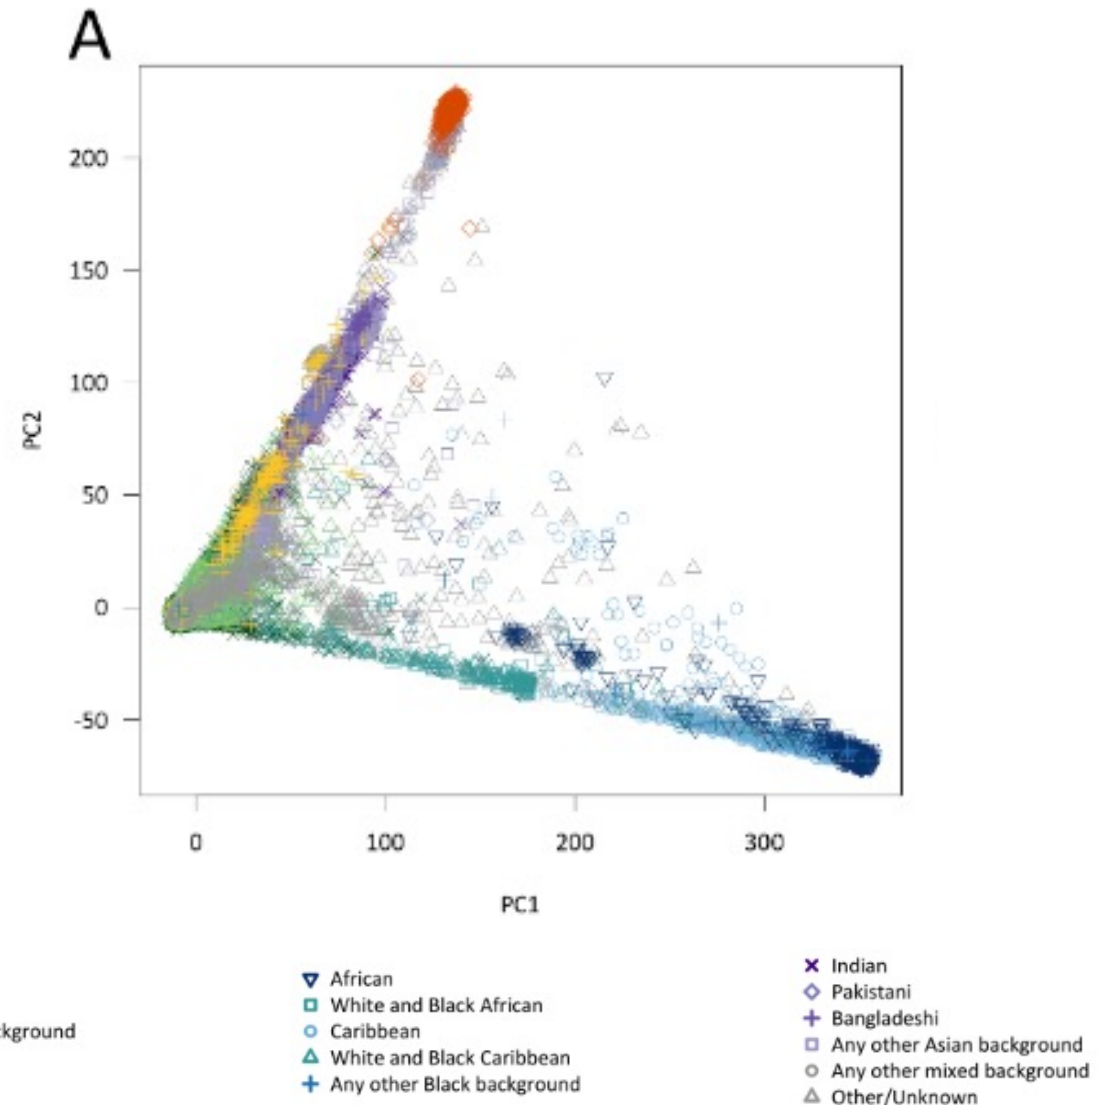 A
200
150
100
50
0
-50
PC2
0 100 200 300
PC1
African
White and Black African
Caribbean
White and Black Caribbean
Any other Black background
ckground
Indian
Pakistani
Bangladeshi
Any other Asian background
Any other mixed background
Other/Unknown